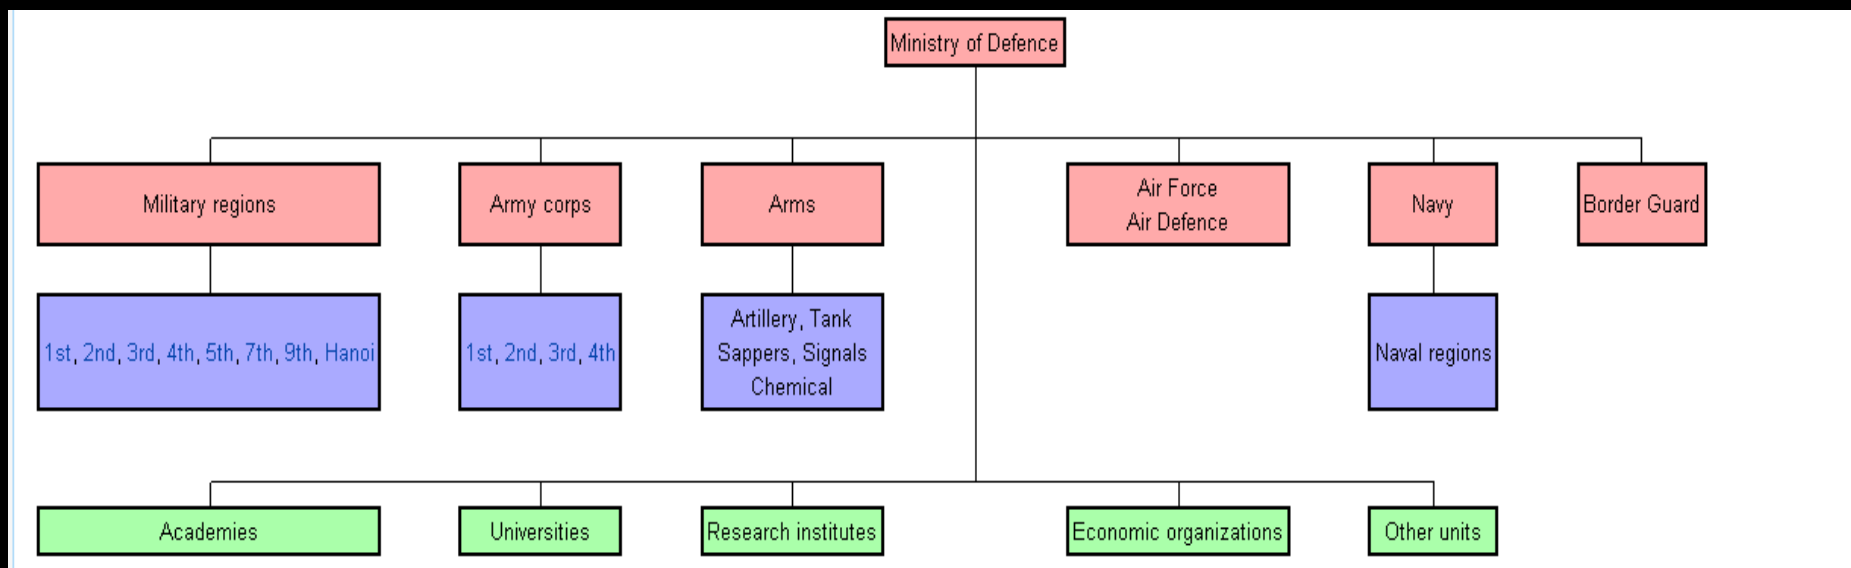 Ministry of Defence
Military regions
Army corps
Arms
Air Force
Air Defence
Navy
Border Guard
1st, 2nd, 3rd, 4th, 5th, 7th, 9th, Hanoi
1st, 2nd, 3rd, 4th
Artillery, Tank
Sappers, Signals
Chemical
Naval regions
Academies
Universities
Research institutes
Economic organizations
Other units